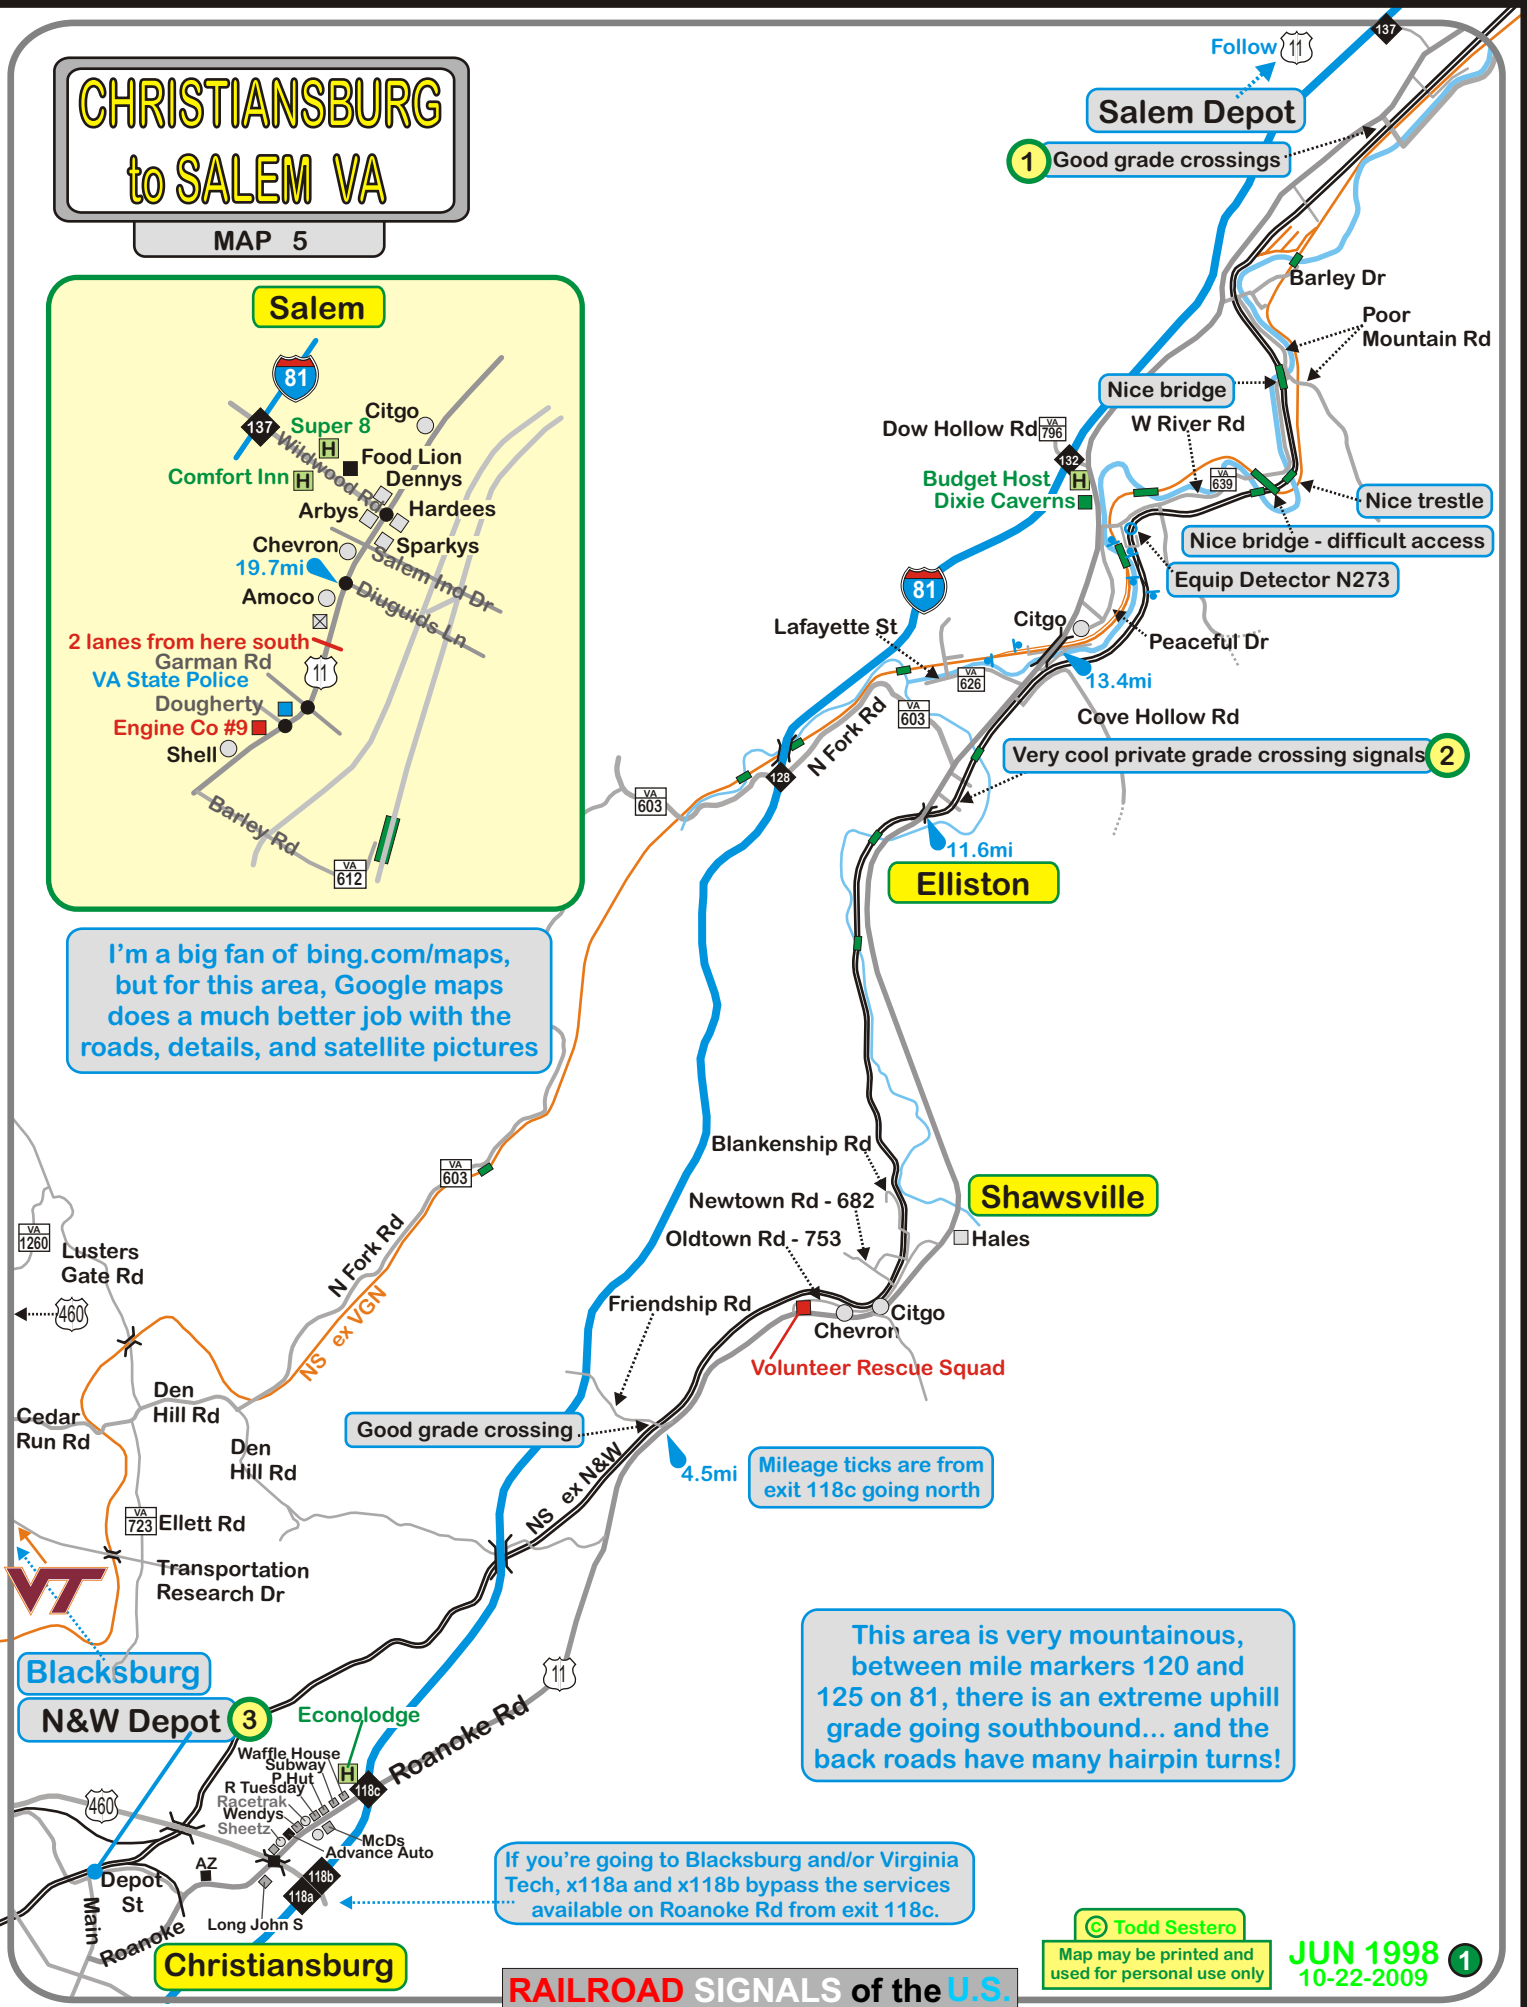 CHRISTIANSBURG
to SALEM VA
MAP 5
Follow 11
137
Salem Depot
1 Good grade crossings
Barley Dr
Poor
Mountain Rd
Nice bridge
W River Rd
Dow Hollow Rd
VA
796
132
Budget Host H
Dixie Caverns
VA
639
Nice trestle
Nice bridge - difficult access
Equip Detector N273
81
Citgo
Lafayette St
Peaceful Dr
VA
626
13.4mi
VA
603
Cove Hollow Rd
N Fork Rd
Very cool private grade crossing signals 2
128
VA
603
11.6mi
Elliston
Salem
81
137
Citgo
Super 8
H
Wildwood Rd
Food Lion
Comfort Inn H
Dennys
Arbys
Hardees
Chevron
Sparkys
Salem Ind Dr
19.7mi
Amoco
Diuguids Ln
2 lanes from here south
Garman Rd
11
VA State Police
Dougherty
Engine Co #9
Shell
Barley Rd
VA
612
I'm a big fan of bing.com/maps,
but for this area, Google maps
does a much better job with the
roads, details, and satellite pictures
Blankenship Rd
VA
603
Newtown Rd - 682
Shawsville
Oldtown Rd - 753
Hales
VA
1260
Lusters
Gate Rd
N Fork Rd
460
NS ex VGN
Friendship Rd
Citgo
Chevron
Volunteer Rescue Squad
Den
Hill Rd
Cedar
Run Rd
Good grade crossing
Den
Hill Rd
4.5mi
Mileage ticks are from
exit 118c going north
NS ex N&W
VA
723
Ellett Rd
Transportation
Research Dr
VT
This area is very mountainous,
between mile markers 120 and
125 on 81, there is an extreme uphill
grade going southbound... and the
back roads have many hairpin turns!
Blacksburg
11
N&W Depot 3
Econolodge
Roanoke Rd
Waffle House
Subway
P Hut
H
R Tuesday
118c
Racetrak
Wendys
Sheetz
460
McDs
Advance Auto
AZ
118b
118a
Depot
St
Main
Long John S
Roanoke
If you're going to Blacksburg and/or Virginia
Tech, x118a and x118b bypass the services
available on Roanoke Rd from exit 118c.
Christiansburg
© Todd Sestero
Map may be printed and
used for personal use only
JUN 1998
10-22-2009
1
RAILROAD SIGNALS of the U.S.